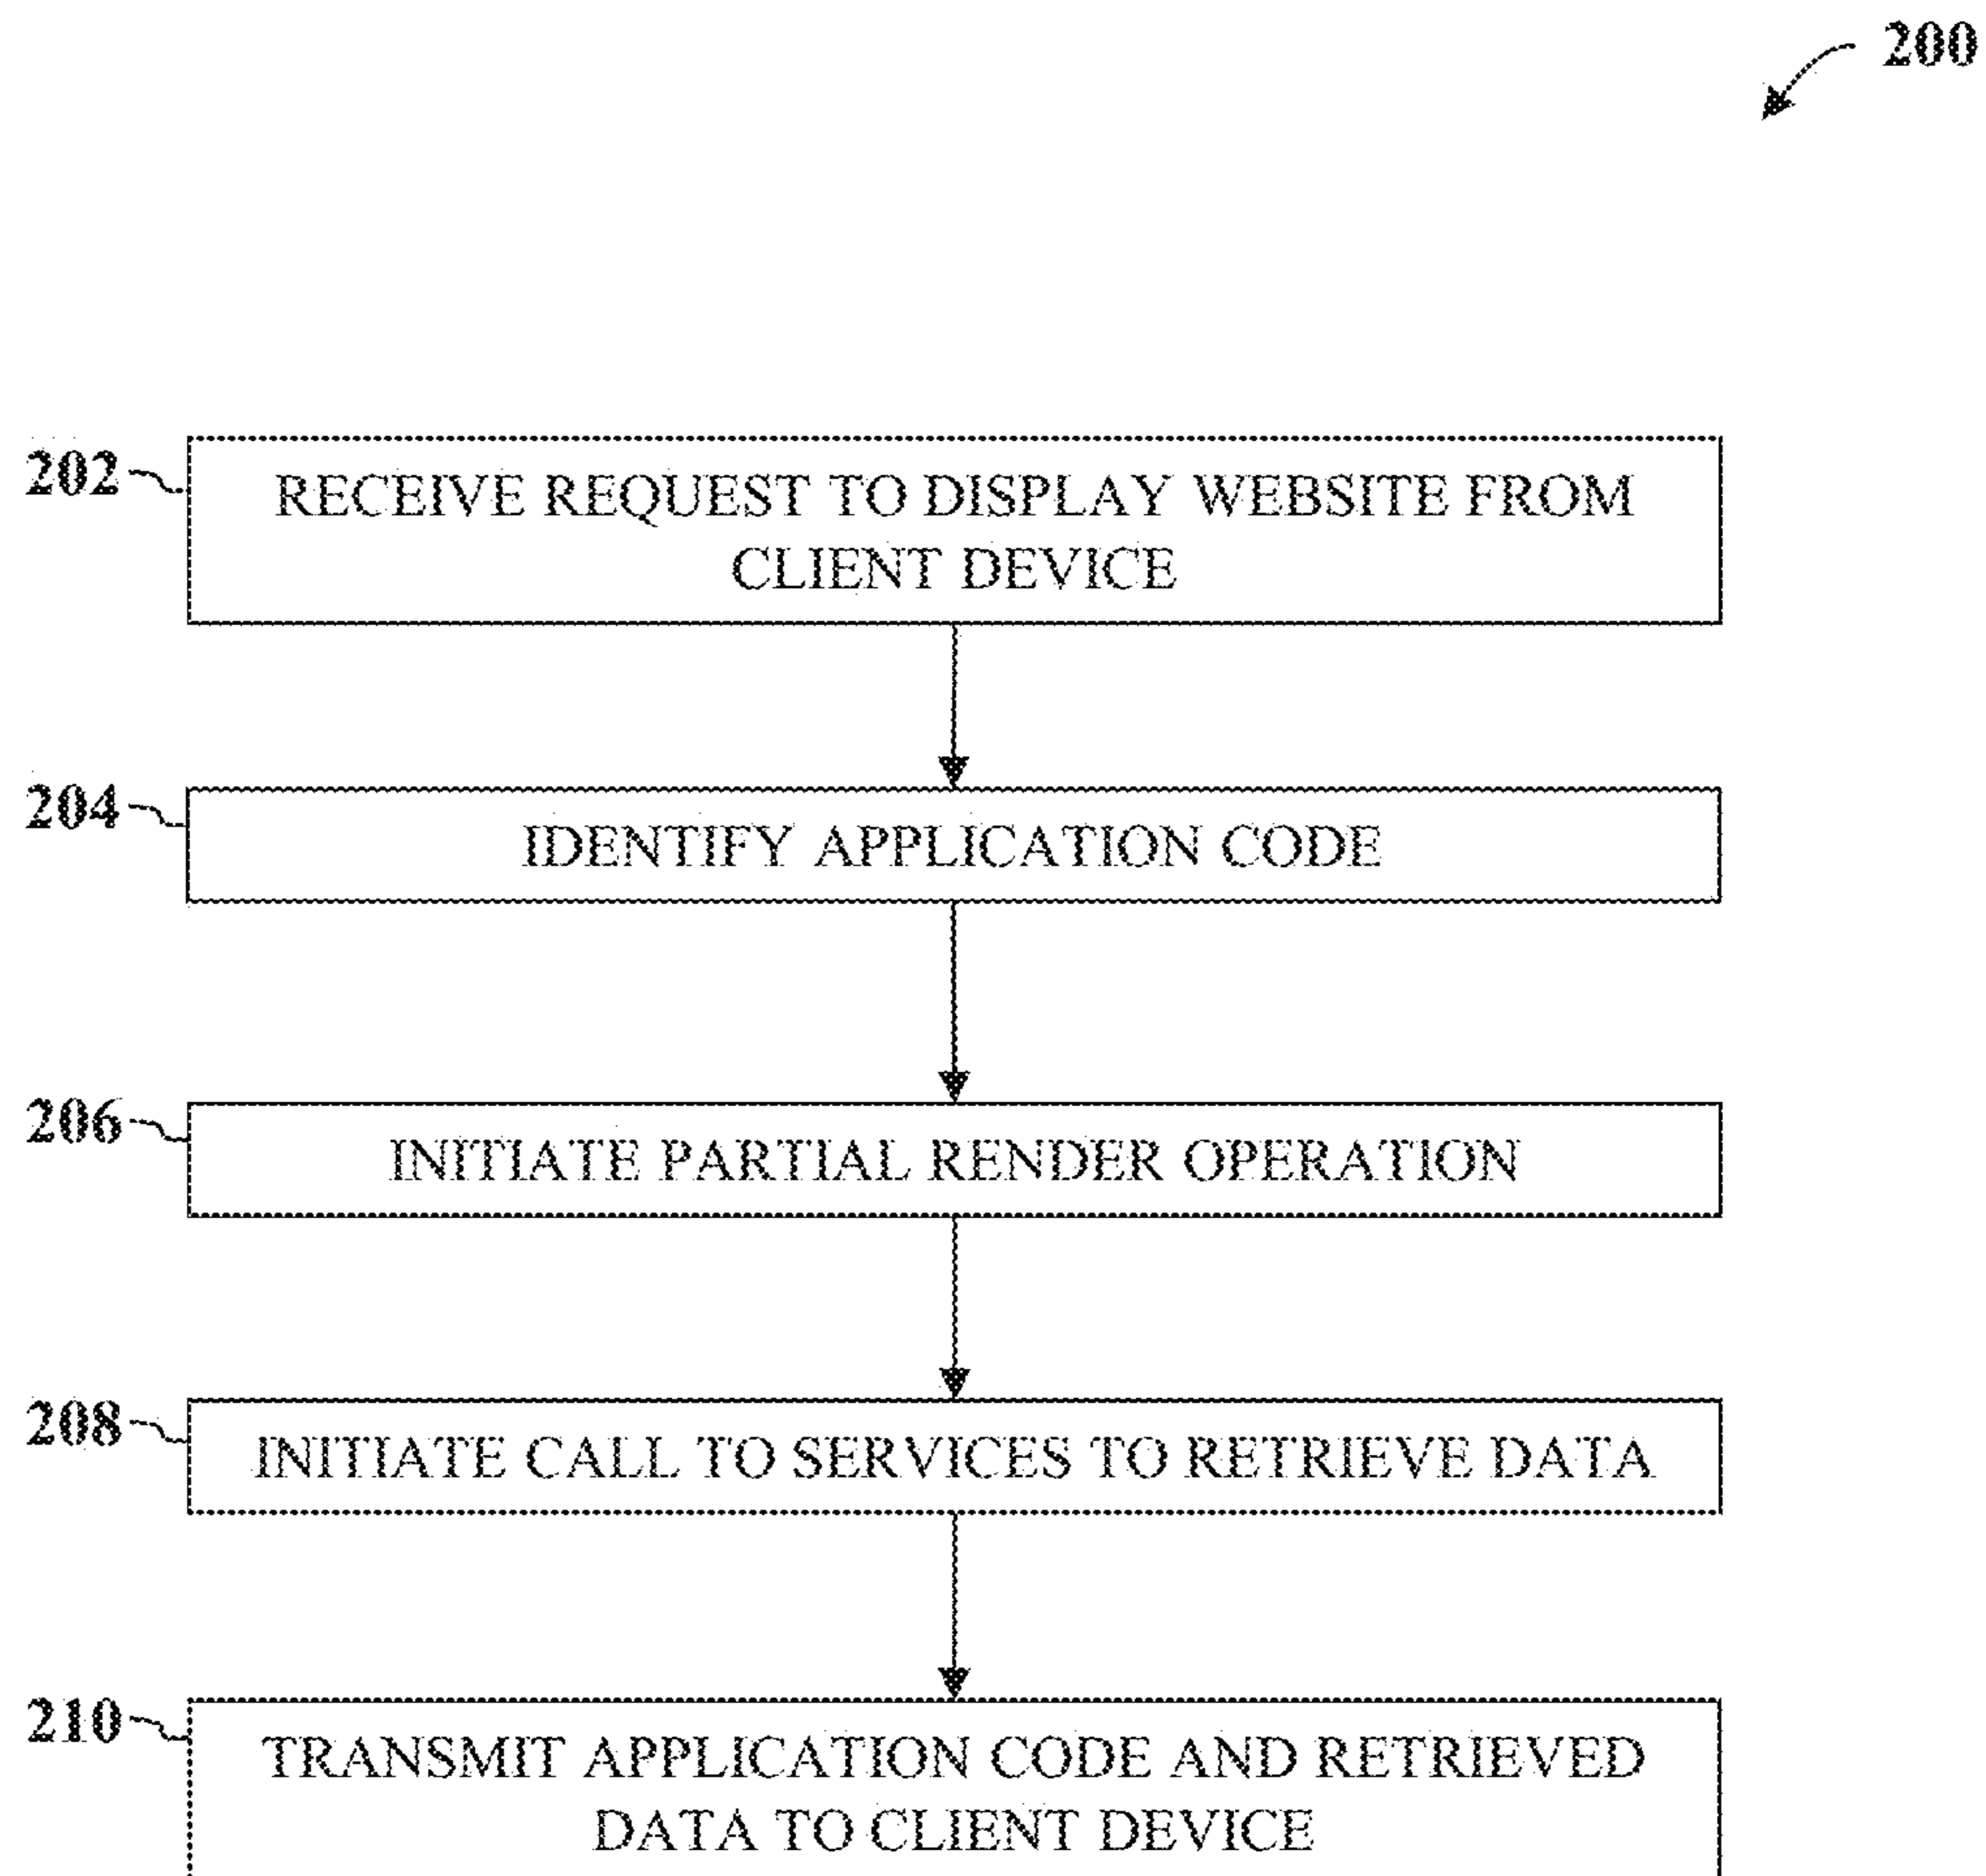 200
202
RECEIVE REQUEST TO DISPLAY WEBSITE FROM
CLIENT DEVICE
204
IDENTIFY APPLICATION CODE
206
INITIATE PARTIAL RENDER OPERATION
208
INITIATE CALL TO SERVICES TO RETRIEVE DATA
210
TRANSMIT APPLICATION CODE AND RETRIEVED
DATA TO CLIENT DEVICE